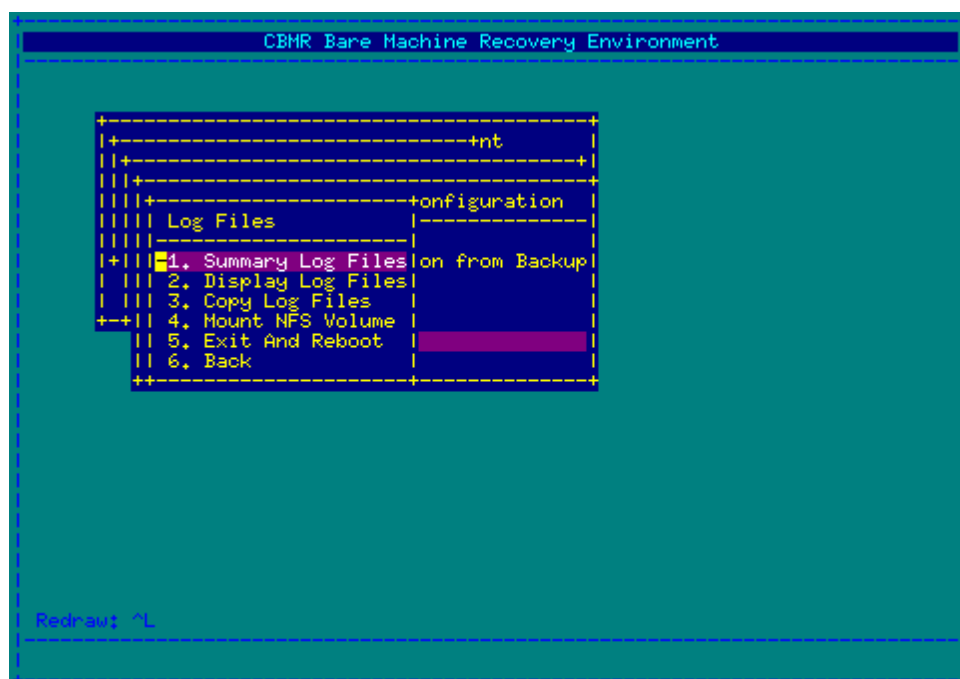 CBMR Bare Machine Recovery Environment
nt
onfiguration
Log Files
1. Summary Log Files
on from Backup
2. Display Log Files
3. Copy Log Files
4. Mount NFS Volume
5. Exit And Reboot
6. Back
Redraw: ^L